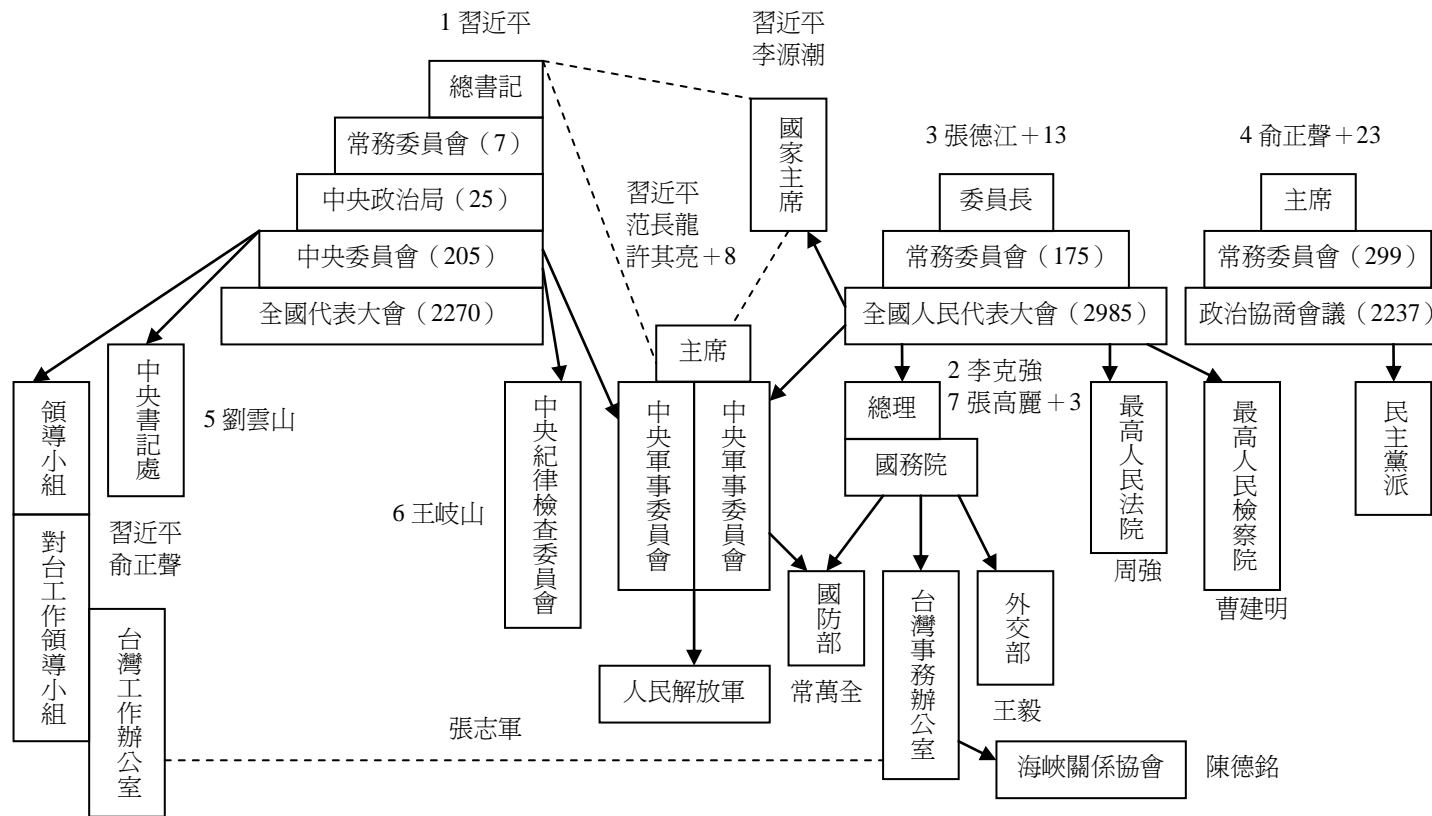 1 習近平
習近平
李源潮
總書記
常務委員會（7）
中央政治局（25）
中央委員會（205）
全國代表大會（2270）
國家主席
3 張德江＋13
委員長
常務委員會（175）
全國人民代表大會（2985）
4 俞正聲＋23
主席
常務委員會（299）
政治協商會議（2237）
習近平
范長龍
許其亮＋8
主席
中央軍事委員會
中央軍事委員會
人民解放軍
領導小組
對台工作領導小組
中央書記處
5 劉雲山
習近平
俞正聲
台灣工作辦公室
6 王岐山
中央紀律檢查委員會
張志軍
2 李克強
7 張高麗＋3
總理
國務院
國防部
常萬全
台灣事務辦公室
外交部
王毅
海峽關係協會
陳德銘
最高人民法院
周強
最高人民檢察院
曹建明
民主黨派